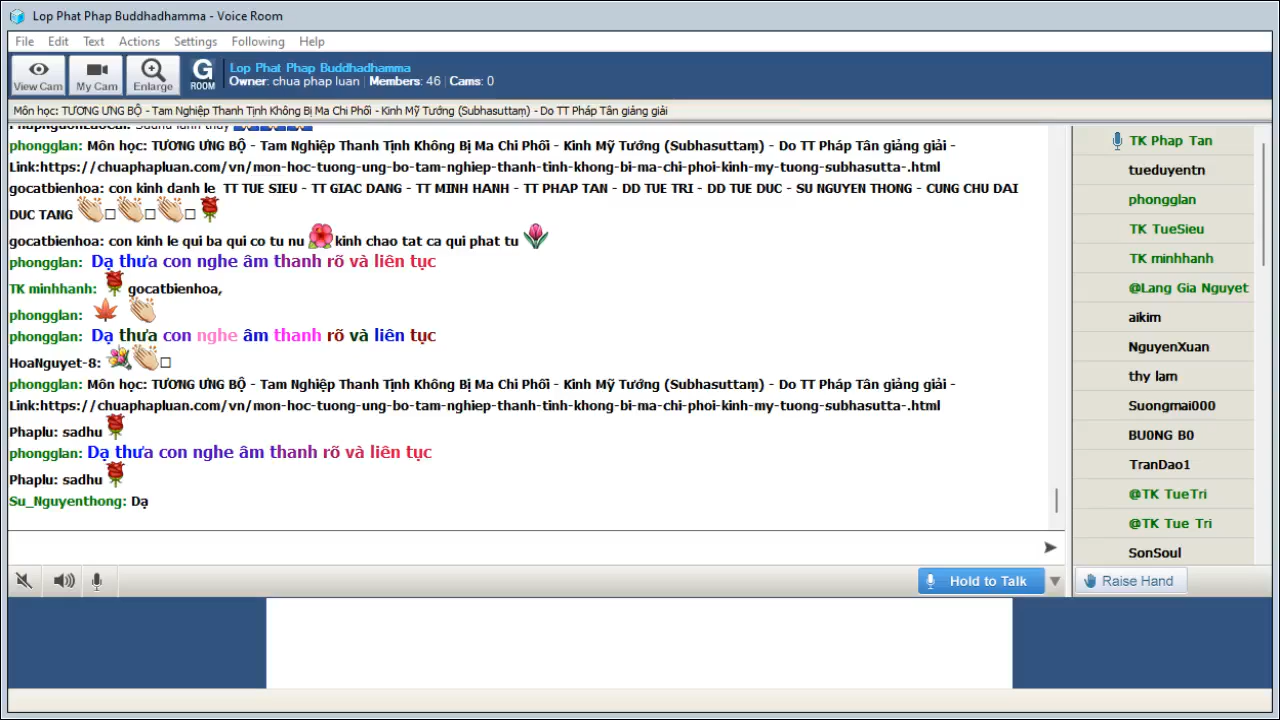 Lop Phat Phap Buddhadhamma - Voice Room
File Edit Text Actions Settings Following Help
View Cam My Cam Enlarge G ROOM
Lop Phat Phap Buddhadhamma
Owner: chua phap luan Members: 46 Cams: 0
Môn học: TƯƠNG ƯNG BỘ - Tam Nghiệp Thanh Tịnh Không Bị Ma Chi Phối - Kinh Mỹ Tướng (Subhasuttaṃ) - Do TT Pháp Tân giảng giải
phongglan: Môn học: TƯƠNG ƯNG BỘ - Tam Nghiệp Thanh Tịnh Không Bị Ma Chi Phối - Kinh Mỹ Tướng (Subhasuttaṃ) - Do TT Pháp Tân giảng giải -
Link:https://chuaphapluan.com/vn/mon-hoc-tuong-ung-bo-tam-nghiep-thanh-tinh-khong-bi-ma-chi-phoi-kinh-my-tuong-subhasutta-.html
gocatbienhoa: con kinh danh le TT TUE SIEU - TT GIAC DANG - TT MINH HANH - TT PHAP TAN - DD TUE TRI - DD TUE DUC - SU NGUYEN THONG - CUNG CHU DAI
DUC TANG
gocatbienhoa: con kinh le qui ba qui co tu nu kinh chao tat ca qui phat tu
phongglan: Dạ thưa con nghe âm thanh rõ và liên tục
TK minhhanh: gocatbienhoa,
phongglan:
phongglan: Dạ thưa con nghe âm thanh rõ và liên tục
HoaNguyet-8:
phongglan: Môn học: TƯƠNG ƯNG BỘ - Tam Nghiệp Thanh Tịnh Không Bị Ma Chi Phối - Kinh Mỹ Tướng (Subhasuttaṃ) - Do TT Pháp Tân giảng giải -
Link:https://chuaphapluan.com/vn/mon-hoc-tuong-ung-bo-tam-nghiep-thanh-tinh-khong-bi-ma-chi-phoi-kinh-my-tuong-subhasutta-.html
Phaplu: sadhu
phongglan: Dạ thưa con nghe âm thanh rõ và liên tục
Phaplu: sadhu
Su_Nguyenthong: Dạ
Hold to Talk
TK Phap Tan
tueduyentn
phongglan
TK TueSieu
TK minhhanh
@Lang Gia Nguyet
aikim
NguyenXuan
thy lam
Suongmai000
BU0NG B0
TranDao1
@TK TueTri
@TK Tue Tri
SonSoul
Raise Hand